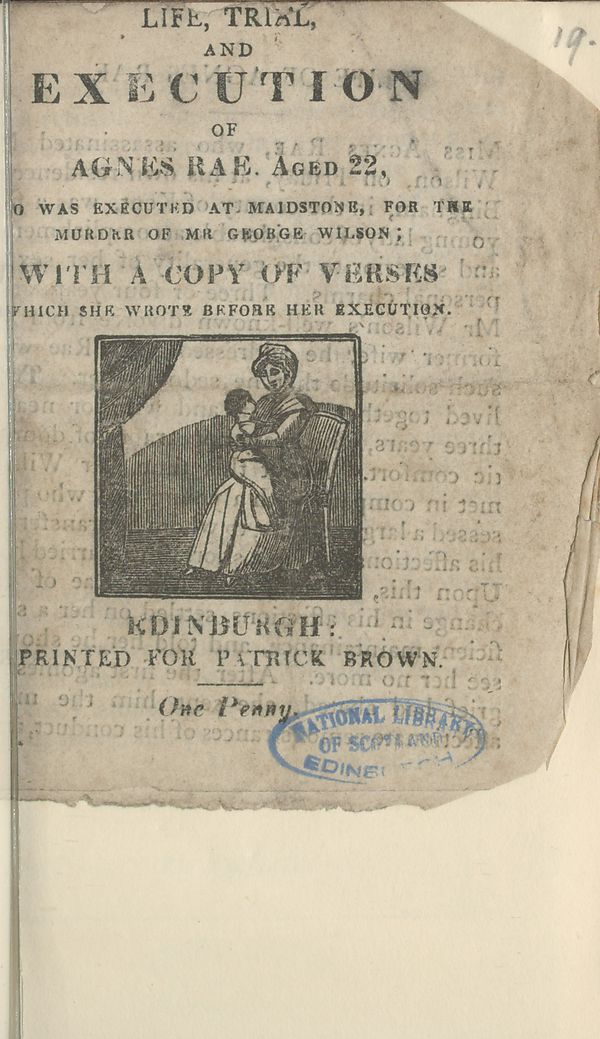 LIFE, TRIAL,
19.
AND
EXECUTION
OF
AGNES RAE. AGED 22,
O WAS EXECUTED AT MAIDSTONE, FOR THE
MURDRR OF MR GEORGE WILSON;
WITH A COPY OF VERSES
WHICH SHE WROTE BEFORE HER EXECUTION.
EDINBURGH:
PRINTED FOR PATRICK BROWN.
One Penny.
NATIONAL LIBRARY
OF SCOTLAND
EDINBURGH